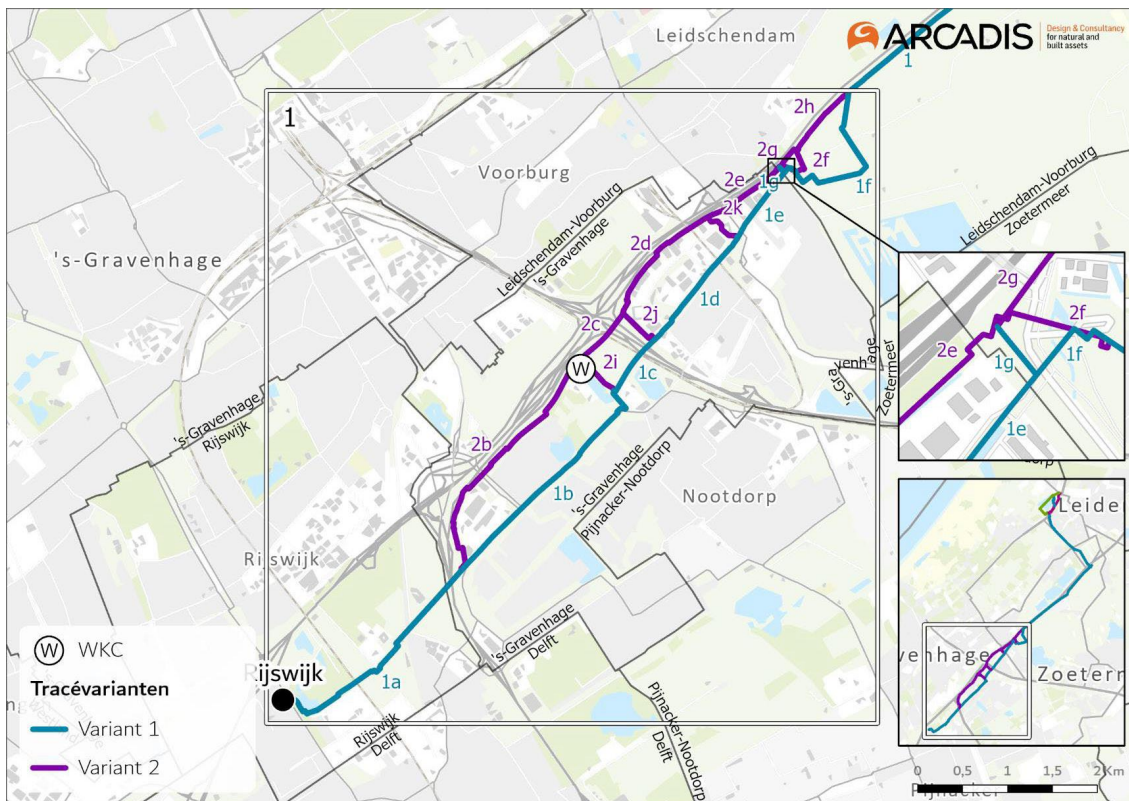 Leidschendam
ARCADIS
Design & Consultancy
for natural and
built assets
1
2h
1
Voorburg
2g
2f
1f
1g
2e
2k
1e
Leidschendam-Voorburg
Zoetermeer
Leidschendam-Voorburg
's-Gravenhage
's-Gravenhage
2d
1d
2j
2c
2i
1c
W
's-Gravenhage
Rijswijk
2b
1b
's-Gravenhage
Pijnacker-Nootdorp
Nootdorp
venhage
's-Gra
Zoetermeer
2g
2f
2e
1g
1f
1e
Rijswijk
's-Gravenhage
Delft
Rijswijk
1a
Rijswijk
Delft
Pijnacker-Nootdorp
Delft
W WKC
Tracévarianten
Variant 1
Variant 2
Leiden
venhage
Zoeterm
0 0,5 1 1,5 2 Km
Pijnacker